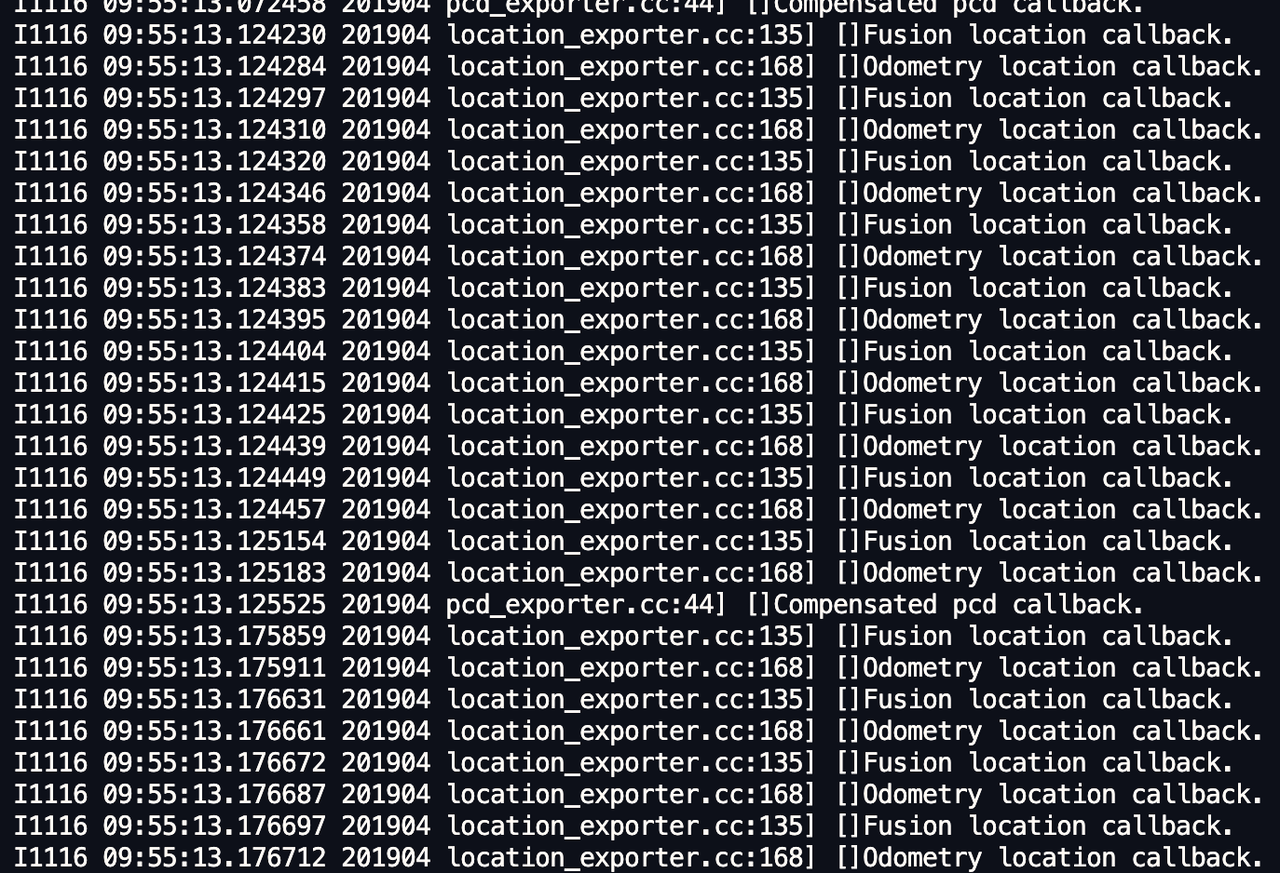 I1116 09:55:13.072458 201904 pcd_exporter.cc:44] []Compensated pcd callback.
I1116 09:55:13.124230 201904 location_exporter.cc:135] []Fusion location callback.
I1116 09:55:13.124284 201904 location_exporter.cc:168] []Odometry location callback.
I1116 09:55:13.124297 201904 location_exporter.cc:135] []Fusion location callback.
I1116 09:55:13.124310 201904 location_exporter.cc:168] []Odometry location callback.
I1116 09:55:13.124320 201904 location_exporter.cc:135] []Fusion location callback.
I1116 09:55:13.124346 201904 location_exporter.cc:168] []Odometry location callback.
I1116 09:55:13.124358 201904 location_exporter.cc:135] []Fusion location callback.
I1116 09:55:13.124374 201904 location_exporter.cc:168] []Odometry location callback.
I1116 09:55:13.124383 201904 location_exporter.cc:135] []Fusion location callback.
I1116 09:55:13.124395 201904 location_exporter.cc:168] []Odometry location callback.
I1116 09:55:13.124404 201904 location_exporter.cc:135] []Fusion location callback.
I1116 09:55:13.124415 201904 location_exporter.cc:168] []Odometry location callback.
I1116 09:55:13.124425 201904 location_exporter.cc:135] []Fusion location callback.
I1116 09:55:13.124439 201904 location_exporter.cc:168] []Odometry location callback.
I1116 09:55:13.124449 201904 location_exporter.cc:135] []Fusion location callback.
I1116 09:55:13.124457 201904 location_exporter.cc:168] []Odometry location callback.
I1116 09:55:13.125154 201904 location_exporter.cc:135] []Fusion location callback.
I1116 09:55:13.125183 201904 location_exporter.cc:168] []Odometry location callback.
I1116 09:55:13.125525 201904 pcd_exporter.cc:44] []Compensated pcd callback.
I1116 09:55:13.175859 201904 location_exporter.cc:135] []Fusion location callback.
I1116 09:55:13.175911 201904 location_exporter.cc:168] []Odometry location callback.
I1116 09:55:13.176631 201904 location_exporter.cc:135] []Fusion location callback.
I1116 09:55:13.176661 201904 location_exporter.cc:168] []Odometry location callback.
I1116 09:55:13.176672 201904 location_exporter.cc:135] []Fusion location callback.
I1116 09:55:13.176687 201904 location_exporter.cc:168] []Odometry location callback.
I1116 09:55:13.176697 201904 location_exporter.cc:135] []Fusion location callback.
I1116 09:55:13.176712 201904 location_exporter.cc:168] []Odometry location callback.